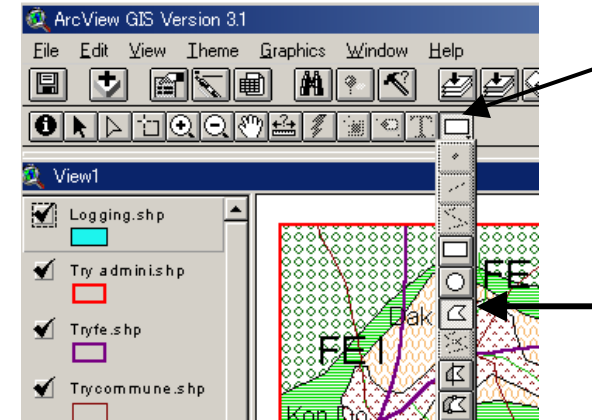 ArcView GIS Version 3.1
File Edit View Theme Graphics Window Help
View1
Logging.shp
Try admini.shp
Tryfe.shp
Trycommune.shp
FE
Dak
FE I
Kon Do